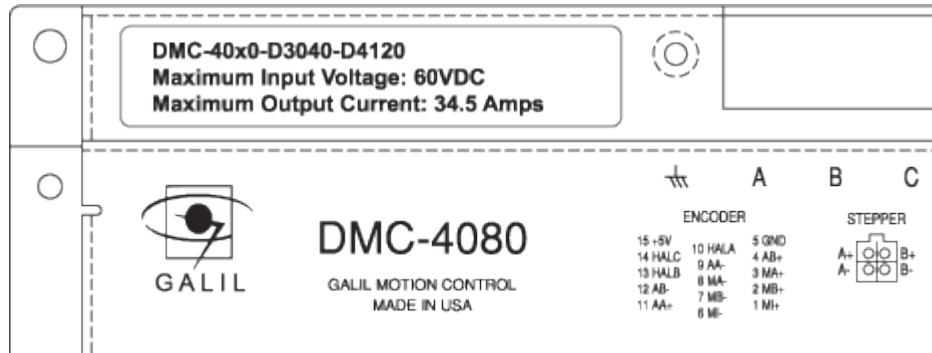 DMC-40x0-D3040-D4120
Maximum Input Voltage: 60VDC
Maximum Output Current: 34.5 Amps
A B C
ENCODER
STEPPER
15 +5V 10 HALA 5 GND
14 HALC 9 AA- 4 AB+
13 HALB 8 MA- 3 MA+
12 AB- 7 MB- 2 MB+
11 AA+ 6 MI- 1 MI+
A+ B+
A- B-
GALIL
DMC-4080
GALIL MOTION CONTROL
MADE IN USA